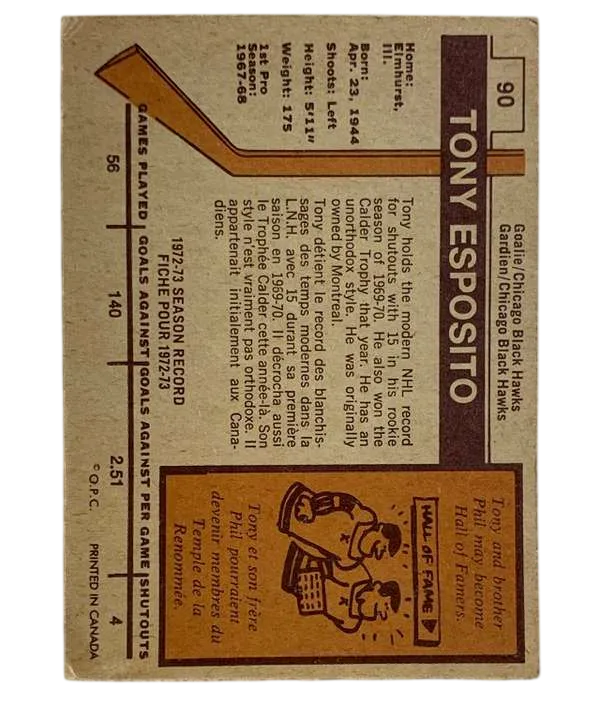 90
TONY ESPOSITO
Goalie/Chicago Black Hawks
Gardien/Chicago Black Hawks
Home:
Elmhurst,
Ill.
Born:
Apr. 23, 1944
Shoots: Left
Height: 5'11"
Weight: 175
1st Pro
Season:
1967-68
Tony holds the modern NHL record
for shutouts with 15 in his rookie
season of 1969-70. He also won the
Calder Trophy that year. He has an
unorthodox style. He was originally
owned by Montreal.
Tony détient le record des blanchis-
sages des temps modernes dans la
L.N.H. avec 15 durant sa première
saison en 1969-70. Il décrocha aussi
le Trophée Calder cette année-là. Son
style n'est vraiment pas orthodoxe. Il
appartenait initialement aux Cana-
diens.
Tony and brother
Phil may become
Hall of Famers.
HALL OF FAME
Tony et son frère
Phil pourraient
devenir membres du
Temple de la
Renommée.
1972-73 SEASON RECORD
FICHE POUR 1972-73
GAMES PLAYED GOALS AGAINST GOALS AGAINST PER GAME SHUTOUTS
56 140 2.51 4
© O.P.C. PRINTED IN CANADA